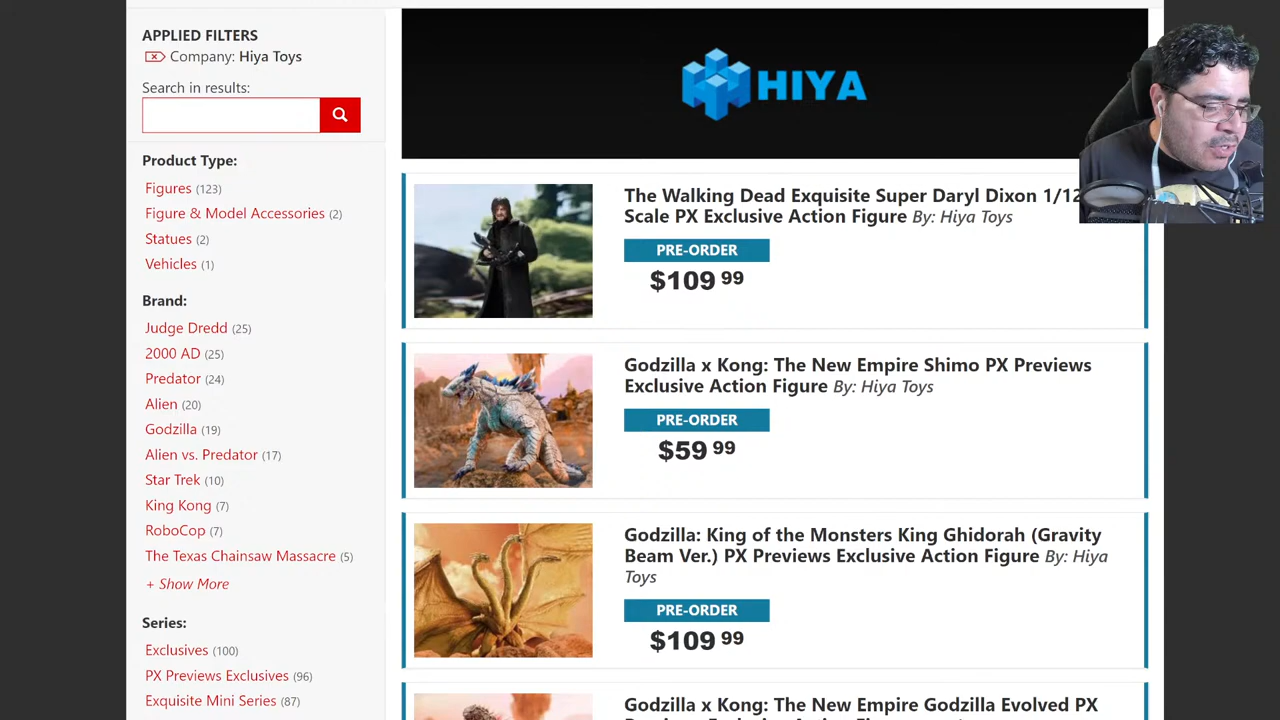 APPLIED FILTERS
Company: Hiya Toys
Search in results:
Product Type:
Figures (123)
Figure & Model Accessories (2)
Statues (2)
Vehicles (1)
Brand:
Judge Dredd (25)
2000 AD (25)
Predator (24)
Alien (20)
Godzilla (19)
Alien vs. Predator (17)
Star Trek (10)
King Kong (7)
RoboCop (7)
The Texas Chainsaw Massacre (5)
+ Show More
Series:
Exclusives (100)
PX Previews Exclusives (96)
Exquisite Mini Series (87)
HIYA
The Walking Dead Exquisite Super Daryl Dixon 1/12
Scale PX Exclusive Action Figure By: Hiya Toys
PRE-ORDER
$109 99
Godzilla x Kong: The New Empire Shimo PX Previews
Exclusive Action Figure By: Hiya Toys
PRE-ORDER
$59 99
Godzilla: King of the Monsters King Ghidorah (Gravity
Beam Ver.) PX Previews Exclusive Action Figure By: Hiya
Toys
PRE-ORDER
$109 99
Godzilla x Kong: The New Empire Godzilla Evolved PX